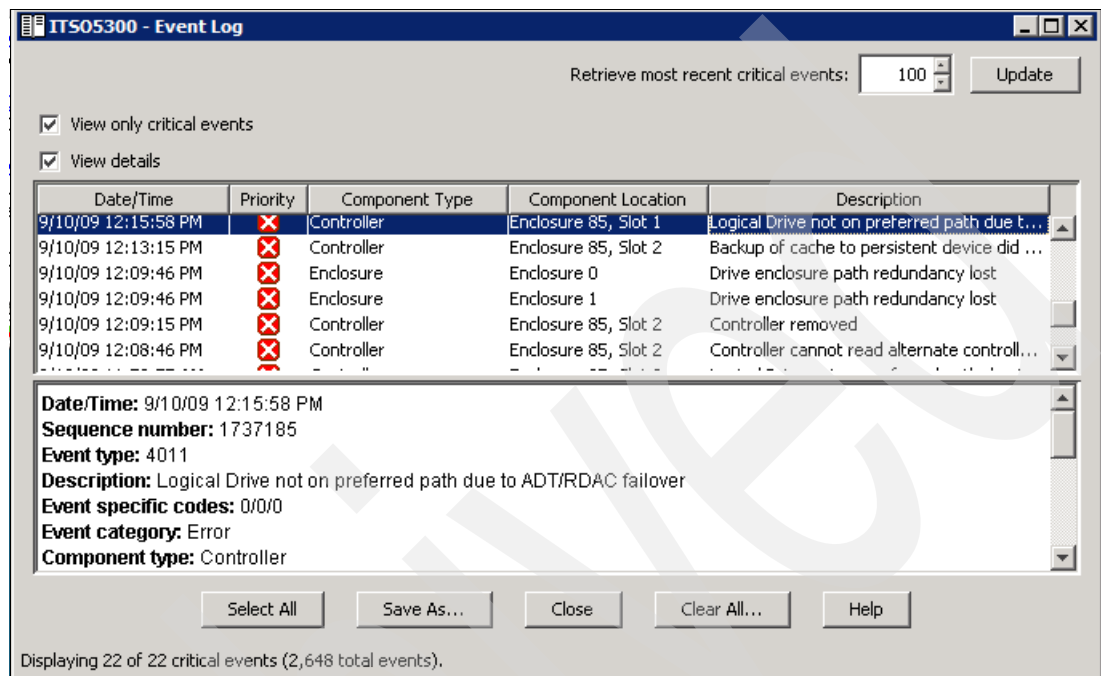 ITSO5300 - Event Log
Retrieve most recent critical events: 100 Update
View only critical events
View details
Date/Time Priority Component Type Component Location Description
9/10/09 12:15:58 PM Controller Enclosure 85, Slot 1 Logical Drive not on preferred path due t...
9/10/09 12:13:15 PM Controller Enclosure 85, Slot 2 Backup of cache to persistent device did ...
9/10/09 12:09:46 PM Enclosure Enclosure 0 Drive enclosure path redundancy lost
9/10/09 12:09:46 PM Enclosure Enclosure 1 Drive enclosure path redundancy lost
9/10/09 12:09:15 PM Controller Enclosure 85, Slot 2 Controller removed
9/10/09 12:08:46 PM Controller Enclosure 85, Slot 2 Controller cannot read alternate controll...
Date/Time: 9/10/09 12:15:58 PM
Sequence number: 1737185
Event type: 4011
Description: Logical Drive not on preferred path due to ADT/RDAC failover
Event specific codes: 0/0/0
Event category: Error
Component type: Controller
Select All Save As... Close Clear All... Help
Displaying 22 of 22 critical events (2,648 total events).